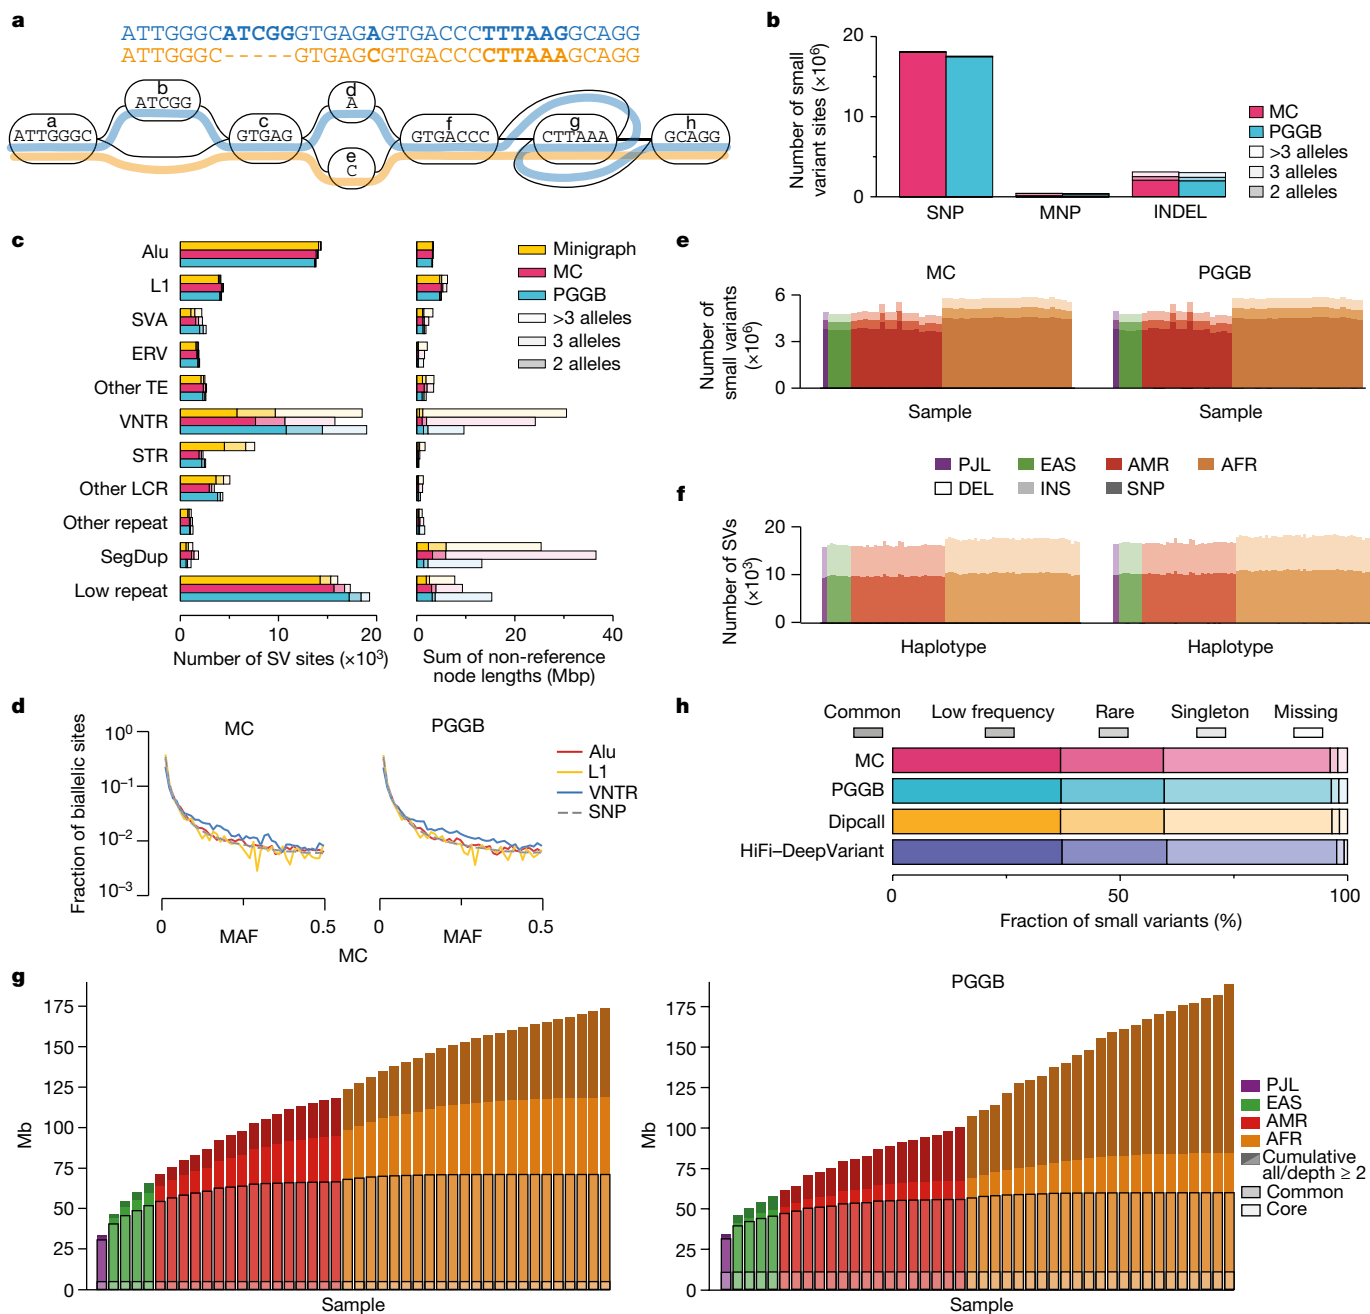 a
ATTGGGCATCGGGTGAGAGTGACCCTTTAAGGCAGG
ATTGGGC-----GTGAGCGTGACCCCTTAAAGCAGG
a
ATTGGGC
b
ATCGG
c
GTGAG
d
A
e
C
f
GTGACCC
g
CTTAAA
h
GCAGG
b
Number of small
variant sites (×10⁶)
20
10
0
SNP
MNP
INDEL
MC
PGGB
>3 alleles
3 alleles
2 alleles
c
Alu
L1
SVA
ERV
Other TE
VNTR
STR
Other LCR
Other repeat
SegDup
Low repeat
0
10
20
Number of SV sites (×10³)
0
20
40
Sum of non-reference
node lengths (Mbp)
Minigraph
MC
PGGB
>3 alleles
3 alleles
2 alleles
e
MC
PGGB
Number of
small variants
(×10⁶)
6
3
0
Sample
Sample
PJL
EAS
AMR
AFR
DEL
INS
SNP
f
Number of SVs
(×10³)
20
10
0
Haplotype
Haplotype
d
MC
PGGB
Fraction of biallelic sites
10⁰
10⁻¹
10⁻²
10⁻³
0
0.5
MAF
0
0.5
MAF
Alu
L1
VNTR
SNP
h
Common
Low frequency
Rare
Singleton
Missing
MC
PGGB
Dipcall
HiFi–DeepVariant
0
50
100
Fraction of small variants (%)
g
MC
Mb
175
150
125
100
75
50
25
0
Sample
PGGB
Mb
175
150
125
100
75
50
25
0
Sample
PJL
EAS
AMR
AFR
Cumulative
all/depth ≥ 2
Common
Core